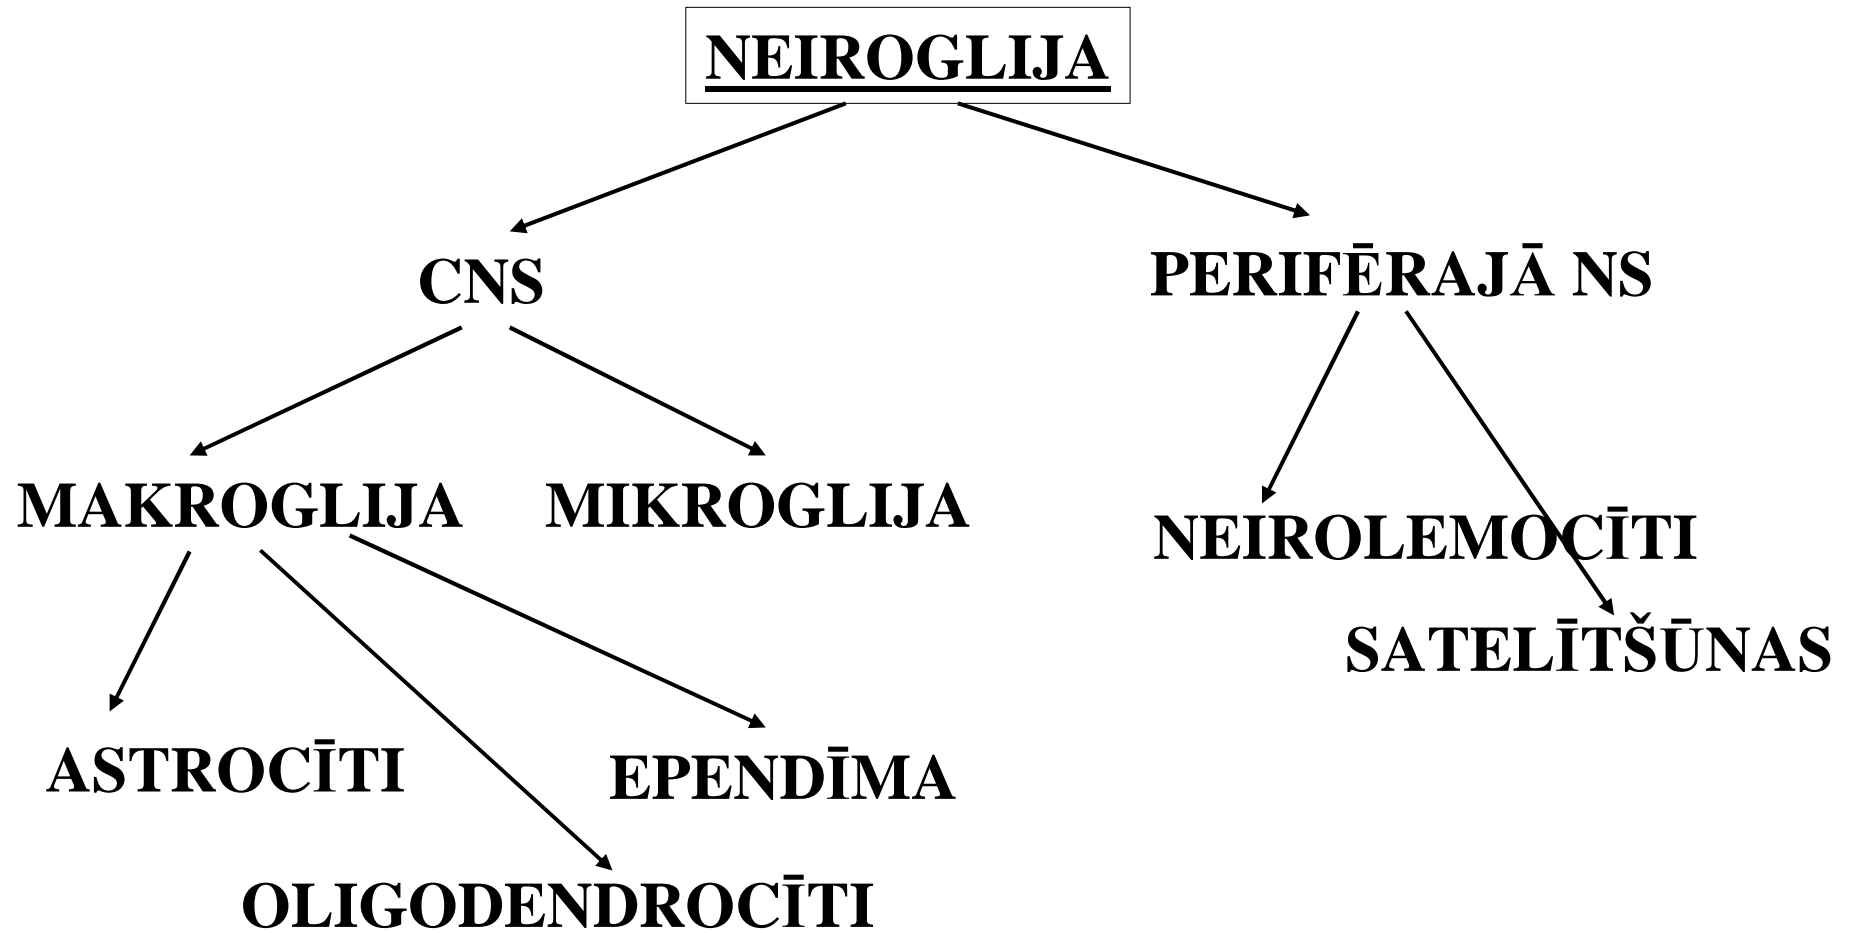 NEIROGLIJA
CNS
PERIFĒRAJĀ NS
MAKROGLIJA
MIKROGLIJA
NEIROLEMOCĪTI
SATELĪTŠŪNAS
ASTROCĪTI
EPENDĪMA
OLIGODENDROCĪTI